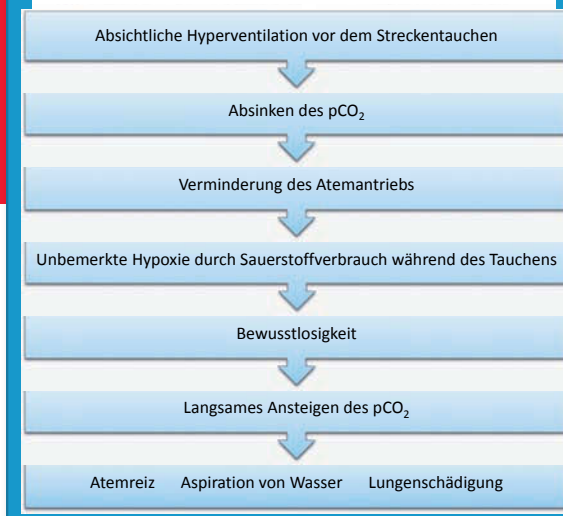 Absichtliche Hyperventilation vor dem Streckentauchen
Absinken des pCO₂
Verminderung des Atemantriebs
Unbemerkte Hypoxie durch Sauerstoffverbrauch während des Tauchens
Bewusstlosigkeit
Langsames Ansteigen des pCO₂
Atemreiz Aspiration von Wasser Lungenschädigung